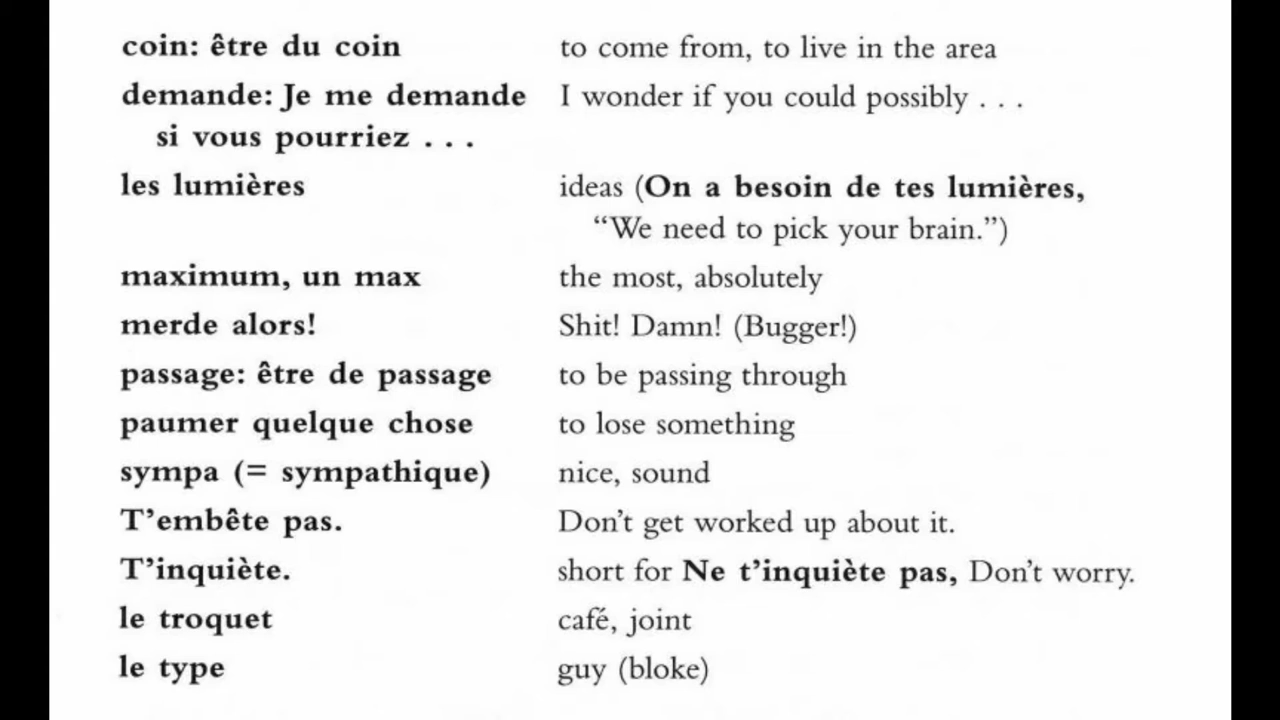 coin: être du coin to come from, to live in the area
demande: Je me demande I wonder if you could possibly . . .
si vous pourriez . . .
les lumières ideas (On a besoin de tes lumières,
“We need to pick your brain.”)
maximum, un max the most, absolutely
merde alors! Shit! Damn! (Bugger!)
passage: être de passage to be passing through
paumer quelque chose to lose something
sympa (= sympathique) nice, sound
T’embête pas. Don’t get worked up about it.
T’inquiète. short for Ne t’inquiète pas, Don’t worry.
le troquet café, joint
le type guy (bloke)